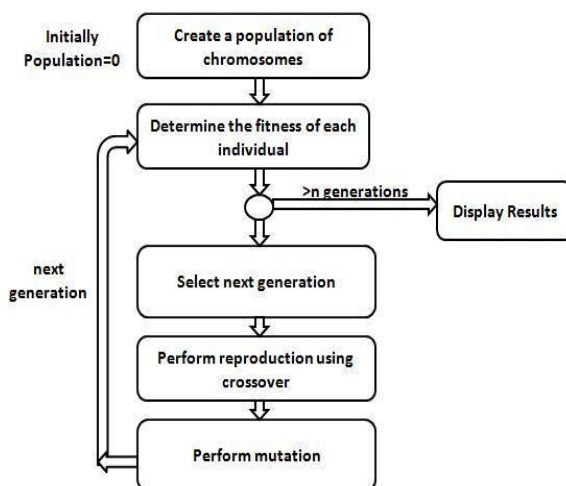 Initially
Population=0
Create a population of
chromosomes
Determine the fitness of each
individual
>n generations
Display Results
next
generation
Select next generation
Perform reproduction using
crossover
Perform mutation